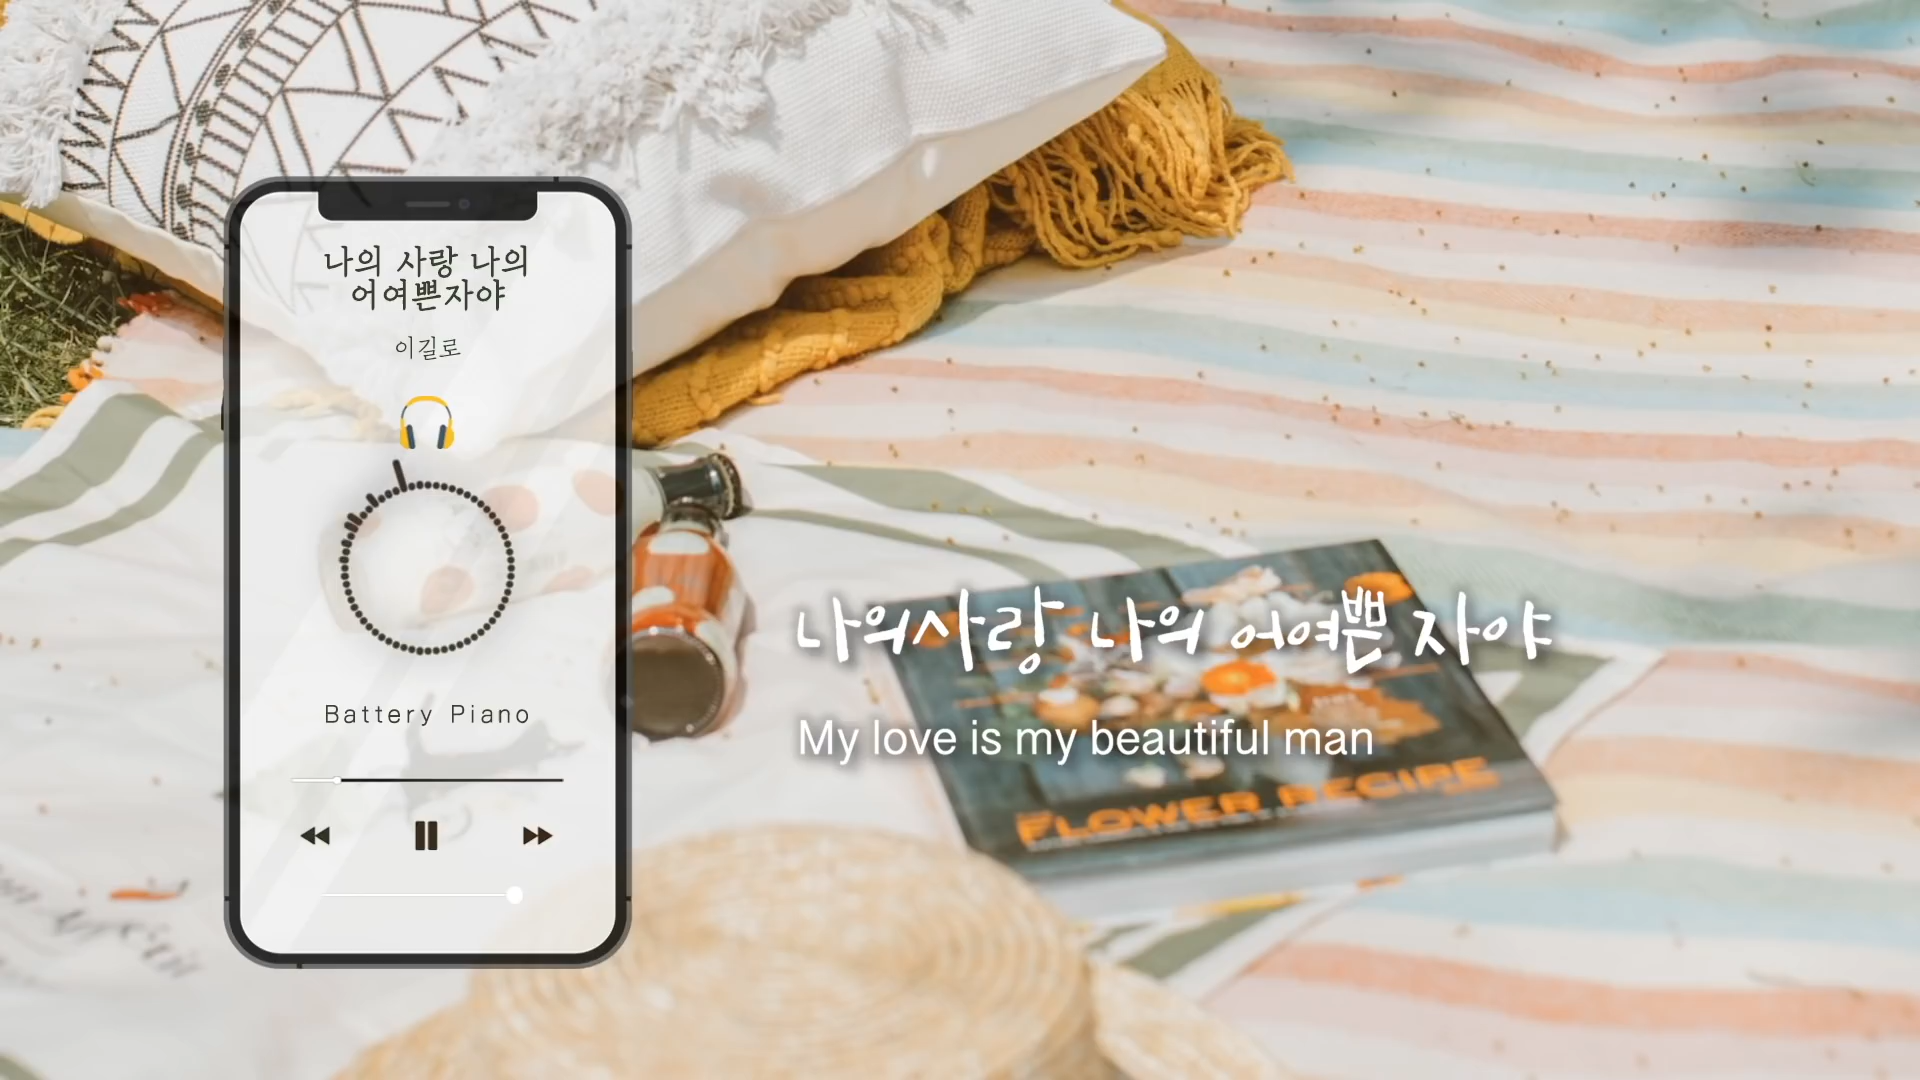 나의 사랑 나의
어여쁜자야
이길로
Battery Piano
나의사랑 나의 어여쁜 자야
My love is my beautiful man
FLOWER RECIPE